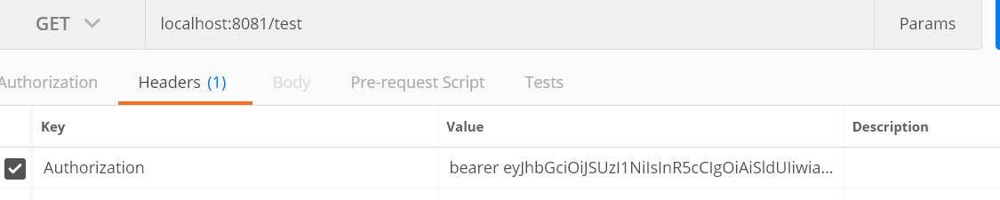 GET localhost:8081/test Params
Authorization Headers (1) Body Pre-request Script Tests
Key Value Description
Authorization bearer eyJhbGciOiJSUzI1NiIsInR5cCIgOiAiSldUIiwia...